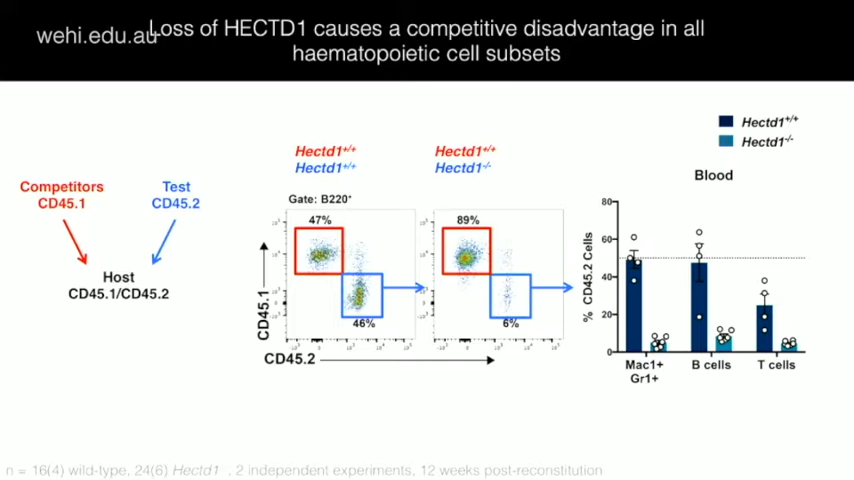 wehi.edu.au
Loss of HECTD1 causes a competitive disadvantage in all
haematopoietic cell subsets
Competitors
CD45.1
Test
CD45.2
Host
CD45.1/CD45.2
Hectd1+/+
Hectd1+/+
Hectd1+/+
Hectd1-/-
Gate: B220+
47%
46%
89%
6%
CD45.1
CD45.2
Hectd1+/+
Hectd1-/-
Blood
% CD45.2 Cells
80
60
40
20
0
Mac1+
Gr1+
B cells
T cells
n = 16(4) wild-type, 24(6) Hectd1-/-, 2 independent experiments, 12 weeks post-reconstitution